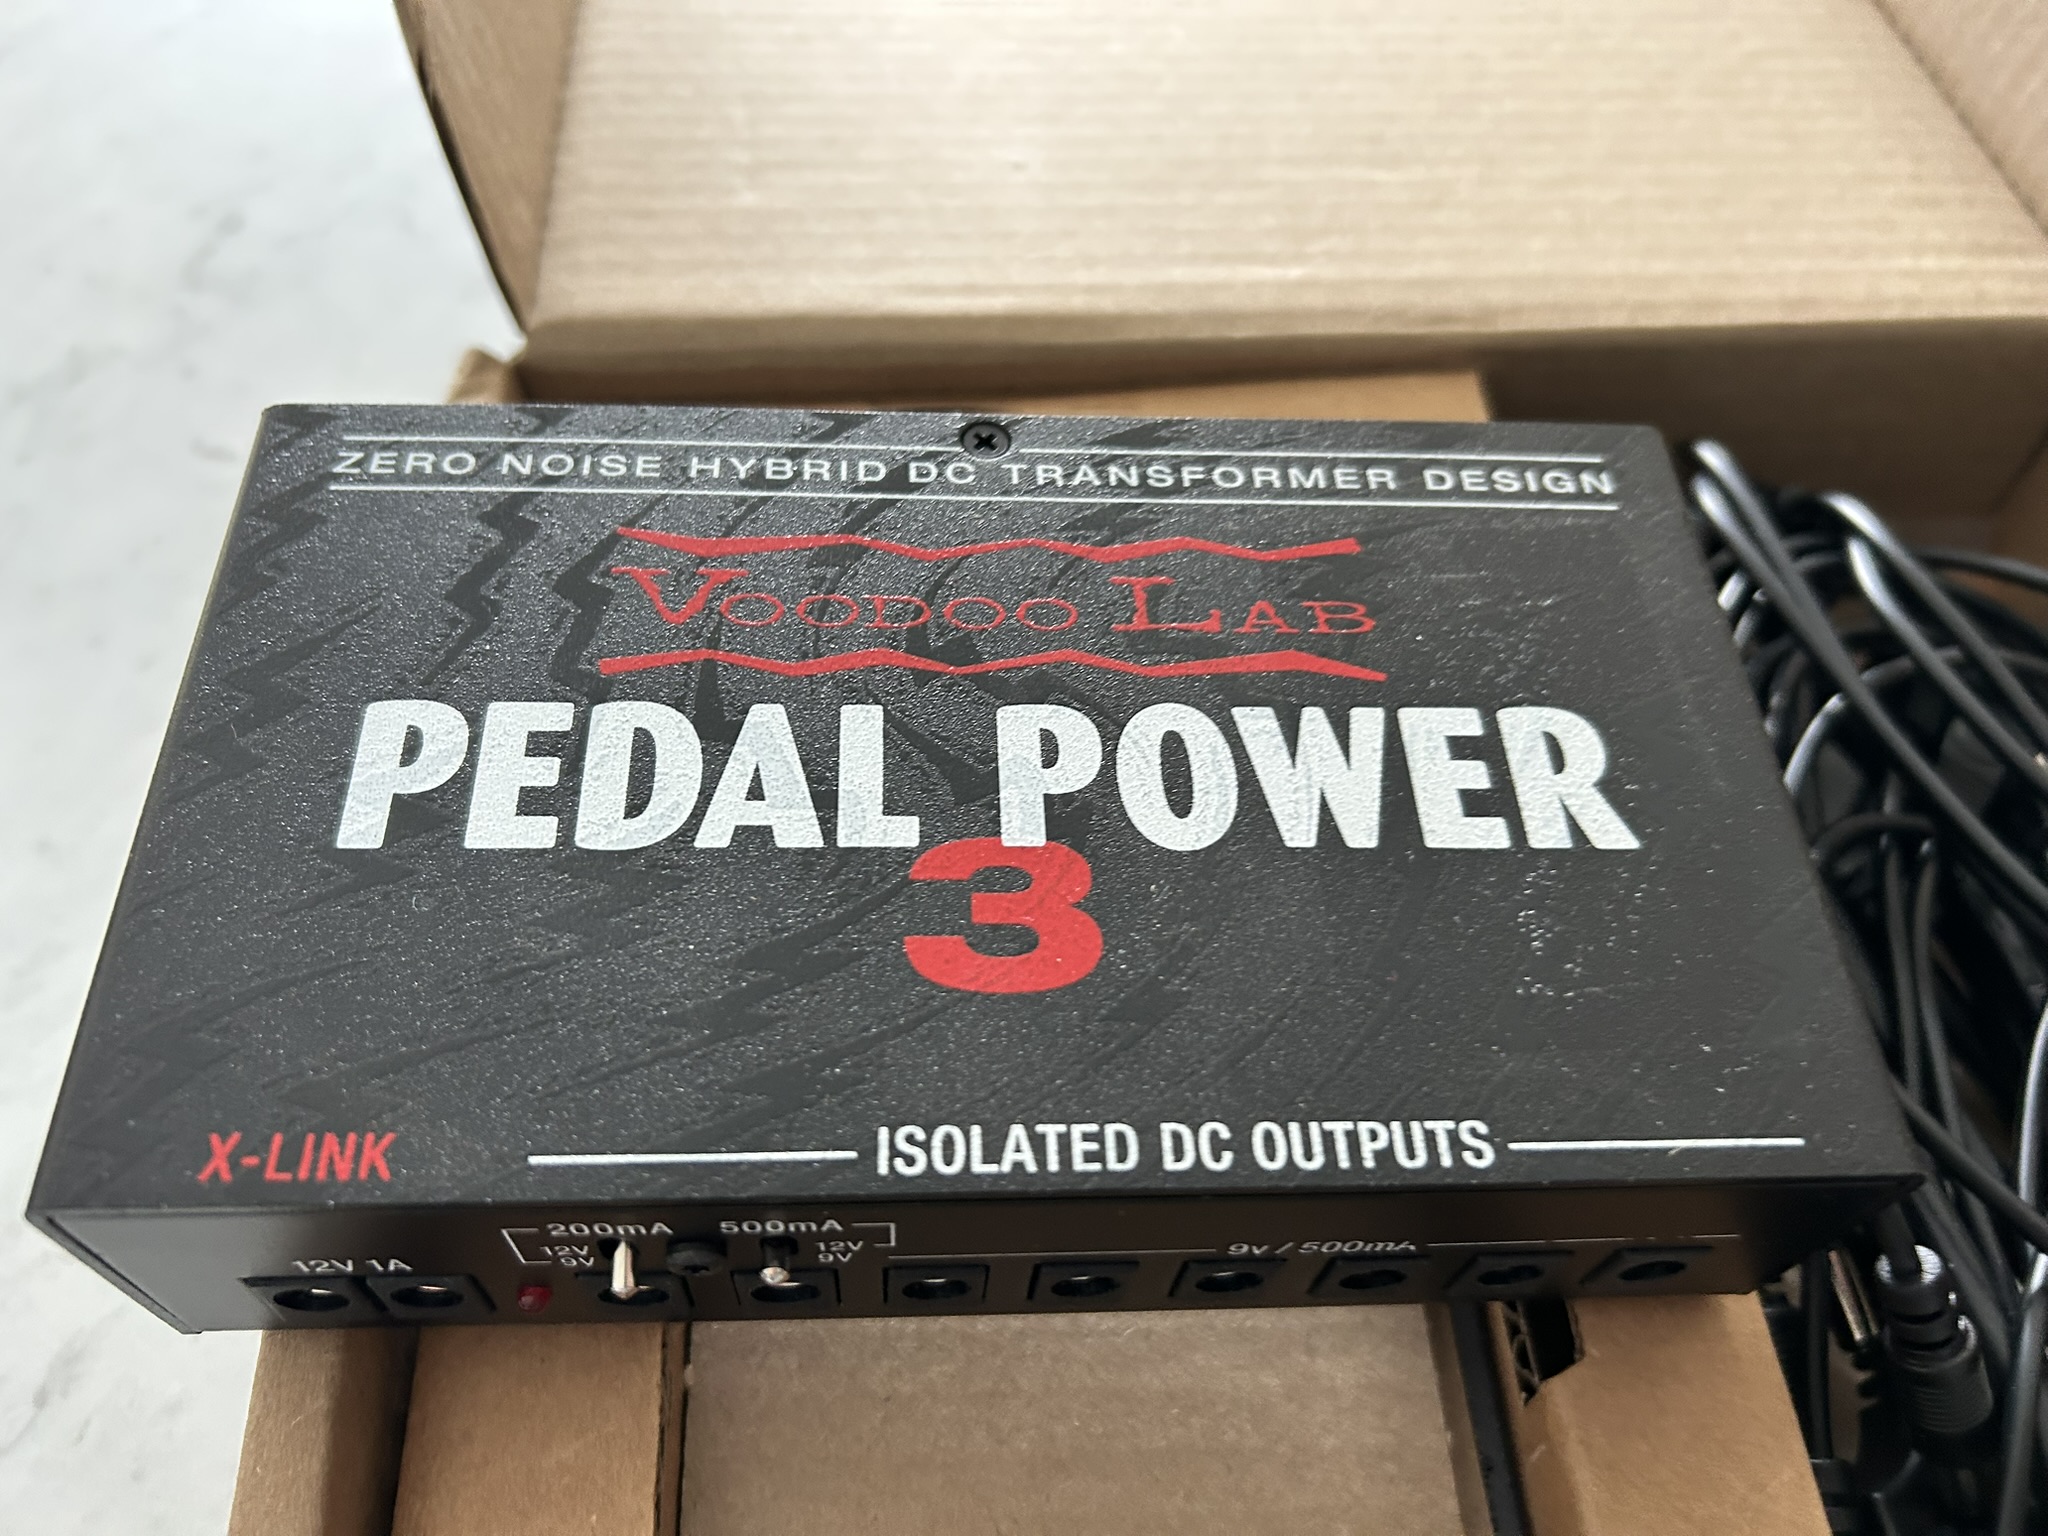 ZERO NOISE HYBRID DC TRANSFORMER DESIGN
VOODOO LAB
PEDAL POWER
3
X-LINK
ISOLATED DC OUTPUTS
200mA 500mA
12V 12V
9V 9V
12V 1A
9v / 500mA